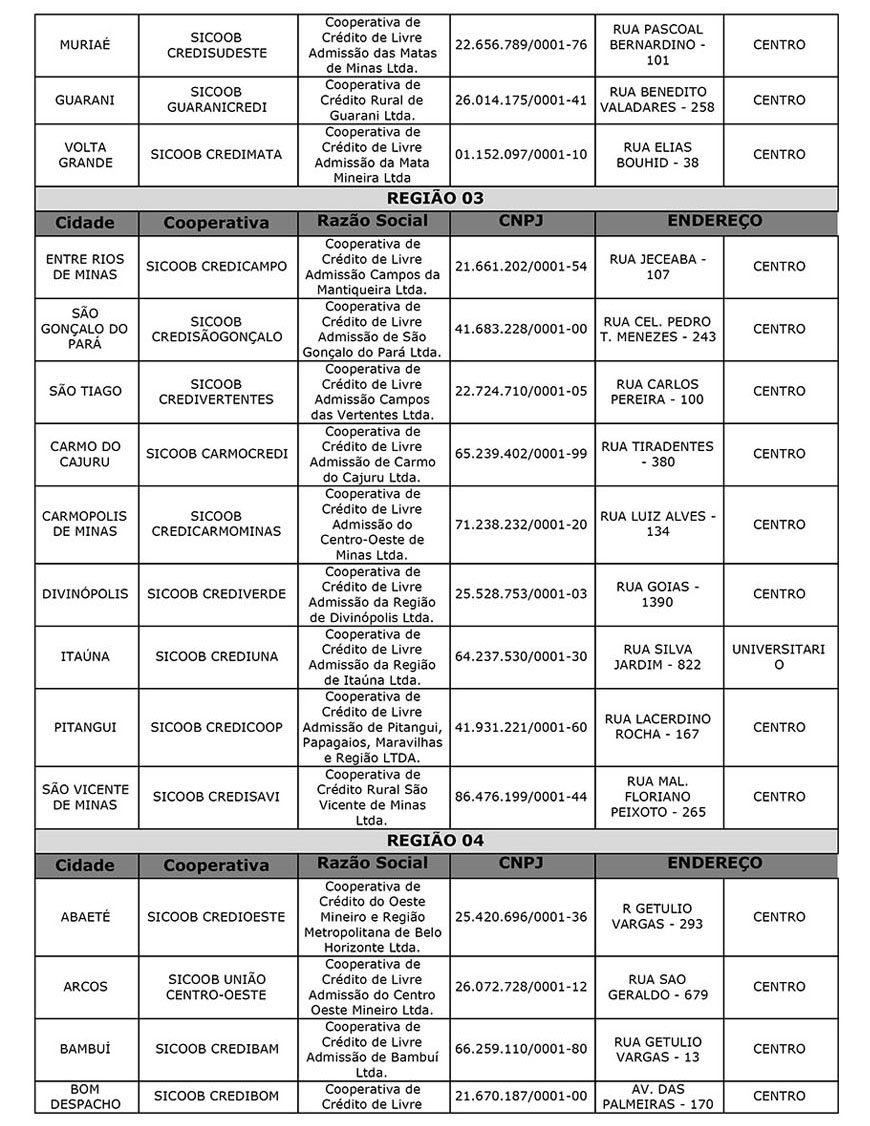 MURIAÉ
SICOOB
CREDISUDESTE
Cooperativa de
Crédito de Livre
Admissão das Matas
de Minas Ltda.
22.656.789/0001-76
RUA PASCOAL
BERNARDINO -
101
CENTRO
GUARANI
SICOOB
GUARANICREDI
Cooperativa de
Crédito Rural de
Guarani Ltda.
26.014.175/0001-41
RUA BENEDITO
VALADARES - 258
CENTRO
VOLTA
GRANDE
SICOOB CREDIMATA
Cooperativa de
Crédito de Livre
Admissão da Mata
Mineira Ltda
01.152.097/0001-10
RUA ELIAS
BOUHID - 38
CENTRO
REGIÃO 03
Cidade
Cooperativa
Razão Social
CNPJ
ENDEREÇO
ENTRE RIOS
DE MINAS
SICOOB CREDICAMPO
Cooperativa de
Crédito de Livre
Admissão Campos da
Mantiqueira Ltda.
21.661.202/0001-54
RUA JECEABA -
107
CENTRO
SÃO
GONÇALO DO
PARÁ
SICOOB
CREDISÃOGONÇALO
Cooperativa de
Crédito de Livre
Admissão de São
Gonçalo do Pará Ltda.
41.683.228/0001-00
RUA CEL. PEDRO
T. MENEZES - 243
CENTRO
SÃO TIAGO
SICOOB
CREDIVERTENTES
Cooperativa de
Crédito de Livre
Admissão Campos
das Vertentes Ltda.
22.724.710/0001-05
RUA CARLOS
PEREIRA - 100
CENTRO
CARMO DO
CAJURU
SICOOB CARMOCREDI
Cooperativa de
Crédito de Livre
Admissão de Carmo
do Cajuru Ltda.
65.239.402/0001-99
RUA TIRADENTES
- 380
CENTRO
CARMOPOLIS
DE MINAS
SICOOB
CREDICARMOMINAS
Cooperativa de
Crédito de Livre
Admissão do
Centro-Oeste de
Minas Ltda.
71.238.232/0001-20
RUA LUIZ ALVES -
134
CENTRO
DIVINÓPOLIS
SICOOB CREDIVERDE
Cooperativa de
Crédito de Livre
Admissão da Região
de Divinópolis Ltda.
25.528.753/0001-03
RUA GOIAS -
1390
CENTRO
ITAÚNA
SICOOB CREDIUNA
Cooperativa de
Crédito de Livre
Admissão da Região
de Itaúna Ltda.
64.237.530/0001-30
RUA SILVA
JARDIM - 822
UNIVERSITARI
O
PITANGUI
SICOOB CREDICOOP
Cooperativa de
Crédito de Livre
Admissão de Pitangui,
Papagaios, Maravilhas
e Região LTDA.
41.931.221/0001-60
RUA LACERDINO
ROCHA - 167
CENTRO
SÃO VICENTE
DE MINAS
SICOOB CREDISAVI
Cooperativa de
Crédito Rural São
Vicente de Minas
Ltda.
86.476.199/0001-44
RUA MAL.
FLORIANO
PEIXOTO - 265
CENTRO
REGIÃO 04
Cidade
Cooperativa
Razão Social
CNPJ
ENDEREÇO
ABAETÉ
SICOOB CREDIOESTE
Cooperativa de
Crédito do Oeste
Mineiro e Região
Metropolitana de Belo
Horizonte Ltda.
25.420.696/0001-36
R GETULIO
VARGAS - 293
CENTRO
ARCOS
SICOOB UNIÃO
CENTRO-OESTE
Cooperativa de
Crédito de Livre
Admissão do Centro
Oeste Mineiro Ltda.
26.072.728/0001-12
RUA SAO
GERALDO - 679
CENTRO
BAMBUÍ
SICOOB CREDIBAM
Cooperativa de
Crédito de Livre
Admissão de Bambuí
Ltda.
66.259.110/0001-80
RUA GETULIO
VARGAS - 13
CENTRO
BOM
DESPACHO
SICOOB CREDIBOM
Cooperativa de
Crédito de Livre
21.670.187/0001-00
AV. DAS
PALMEIRAS - 170
CENTRO